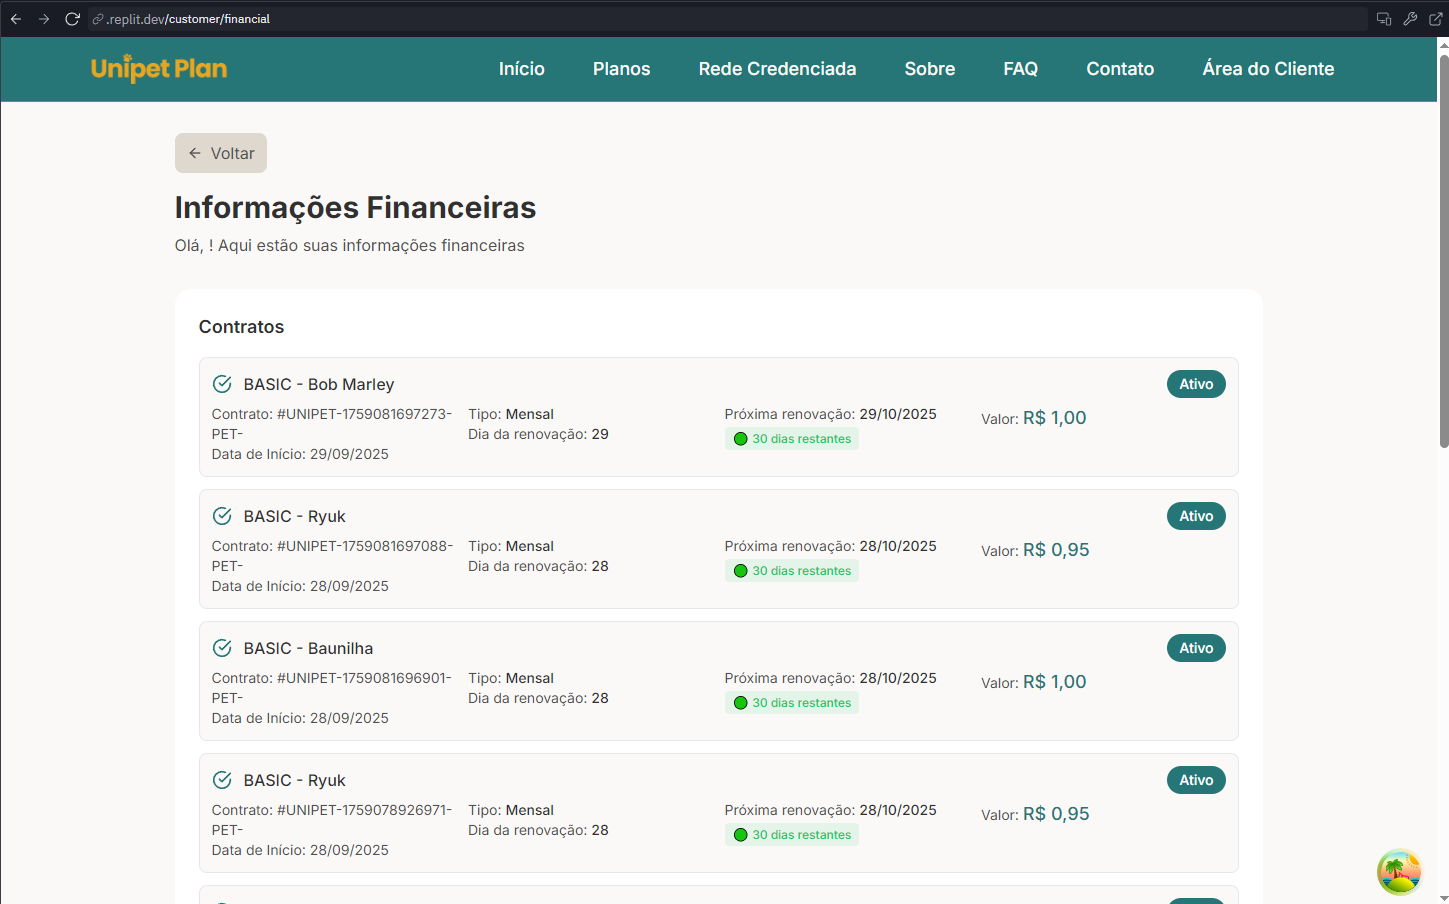 .replit.dev/customer/financial
Unipet Plan
Início Planos Rede Credenciada Sobre FAQ Contato Área do Cliente
Voltar
Informações Financeiras
Olá, ! Aqui estão suas informações financeiras
Contratos
BASIC - Bob Marley
Ativo
Contrato: #UNIPET-1759081697273-
PET-
Data de Início: 29/09/2025
Tipo: Mensal
Dia da renovação: 29
Próxima renovação: 29/10/2025
30 dias restantes
Valor: R$ 1,00
BASIC - Ryuk
Ativo
Contrato: #UNIPET-1759081697088-
PET-
Data de Início: 28/09/2025
Tipo: Mensal
Dia da renovação: 28
Próxima renovação: 28/10/2025
30 dias restantes
Valor: R$ 0,95
BASIC - Baunilha
Ativo
Contrato: #UNIPET-1759081696901-
PET-
Data de Início: 28/09/2025
Tipo: Mensal
Dia da renovação: 28
Próxima renovação: 28/10/2025
30 dias restantes
Valor: R$ 1,00
BASIC - Ryuk
Ativo
Contrato: #UNIPET-1759078926971-
PET-
Data de Início: 28/09/2025
Tipo: Mensal
Dia da renovação: 28
Próxima renovação: 28/10/2025
30 dias restantes
Valor: R$ 0,95